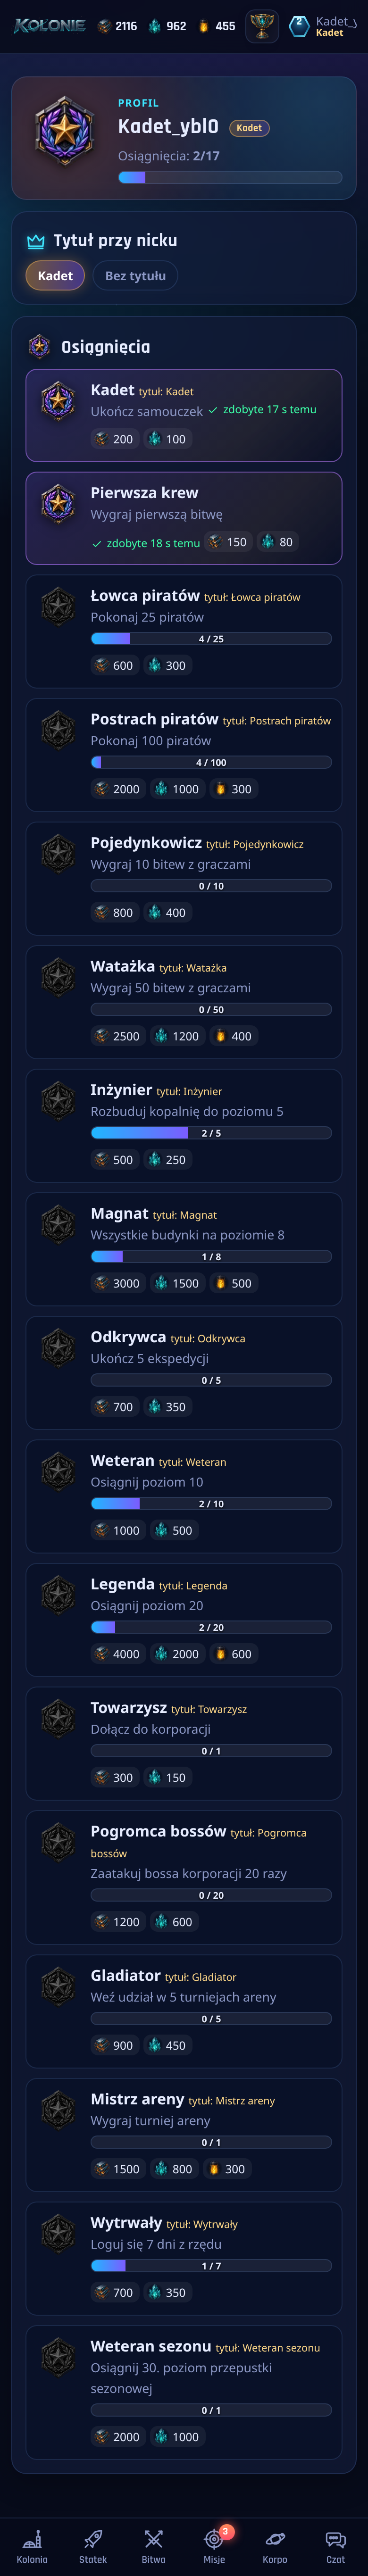 KOLONIE 2116 962 455 2 Kadet_y
Kadet
PROFIL
Kadet_ybl0 Kadet
Osiągnięcia: 2/17
Tytuł przy nicku
Kadet Bez tytułu
Osiągnięcia
Kadet tytuł: Kadet
Ukończ samouczek ✓ zdobyte 17 s temu
200 100
Pierwsza krew
Wygraj pierwszą bitwę
✓ zdobyte 18 s temu 150 80
Łowca piratów tytuł: Łowca piratów
Pokonaj 25 piratów
4 / 25
600 300
Postrach piratów tytuł: Postrach piratów
Pokonaj 100 piratów
4 / 100
2000 1000 300
Pojedynkowicz tytuł: Pojedynkowicz
Wygraj 10 bitew z graczami
0 / 10
800 400
Watażka tytuł: Watażka
Wygraj 50 bitew z graczami
0 / 50
2500 1200 400
Inżynier tytuł: Inżynier
Rozbuduj kopalnię do poziomu 5
2 / 5
500 250
Magnat tytuł: Magnat
Wszystkie budynki na poziomie 8
1 / 8
3000 1500 500
Odkrywca tytuł: Odkrywca
Ukończ 5 ekspedycji
0 / 5
700 350
Weteran tytuł: Weteran
Osiągnij poziom 10
2 / 10
1000 500
Legenda tytuł: Legenda
Osiągnij poziom 20
2 / 20
4000 2000 600
Towarzysz tytuł: Towarzysz
Dołącz do korporacji
0 / 1
300 150
Pogromca bossów tytuł: Pogromca
bossów
Zaatakuj bossa korporacji 20 razy
0 / 20
1200 600
Gladiator tytuł: Gladiator
Weź udział w 5 turniejach areny
0 / 5
900 450
Mistrz areny tytuł: Mistrz areny
Wygraj turniej areny
0 / 1
1500 800 300
Wytrwały tytuł: Wytrwały
Loguj się 7 dni z rzędu
1 / 7
700 350
Weteran sezonu tytuł: Weteran sezonu
Osiągnij 30. poziom przepustki
sezonowej
0 / 1
2000 1000
3
Kolonia Statek Bitwa Misje Korpo Czat